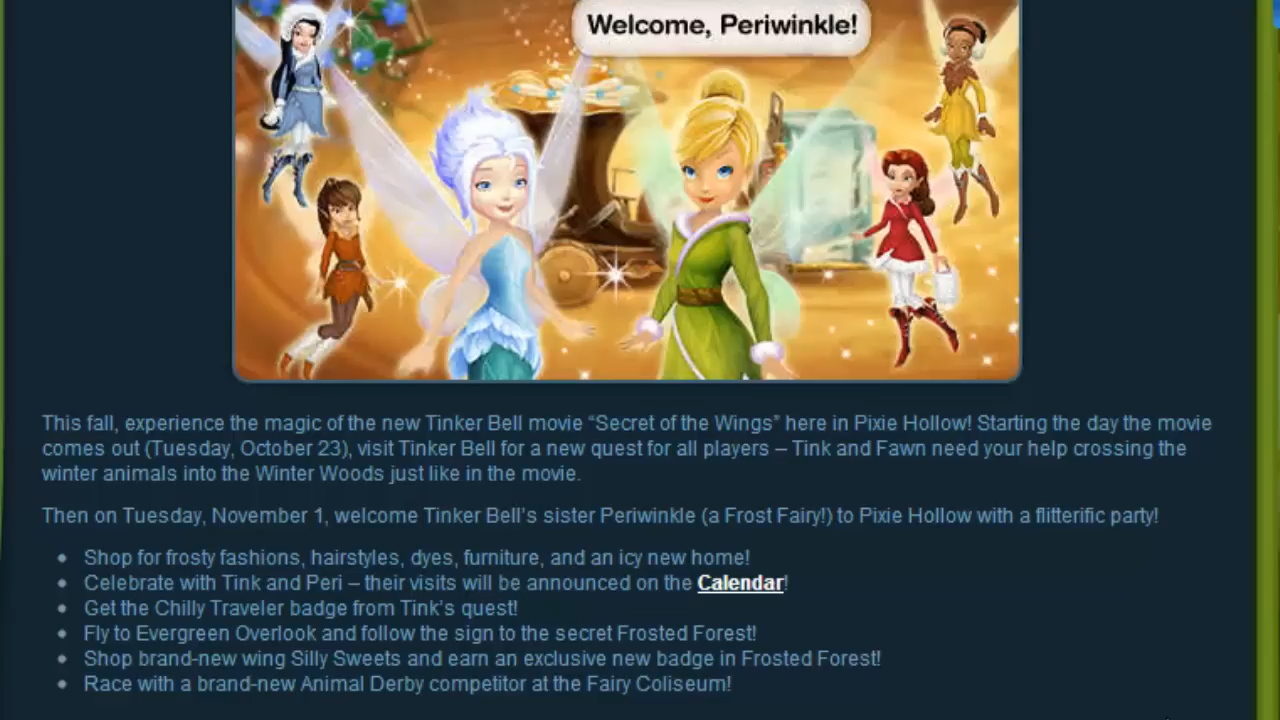 Welcome, Periwinkle!
This fall, experience the magic of the new Tinker Bell movie “Secret of the Wings” here in Pixie Hollow! Starting the day the movie
comes out (Tuesday, October 23), visit Tinker Bell for a new quest for all players – Tink and Fawn need your help crossing the
winter animals into the Winter Woods just like in the movie.
Then on Tuesday, November 1, welcome Tinker Bell’s sister Periwinkle (a Frost Fairy!) to Pixie Hollow with a flitterific party!
• Shop for frosty fashions, hairstyles, dyes, furniture, and an icy new home!
• Celebrate with Tink and Peri – their visits will be announced on the Calendar!
• Get the Chilly Traveler badge from Tink’s quest!
• Fly to Evergreen Overlook and follow the sign to the secret Frosted Forest!
• Shop brand-new wing Silly Sweets and earn an exclusive new badge in Frosted Forest!
• Race with a brand-new Animal Derby competitor at the Fairy Coliseum!